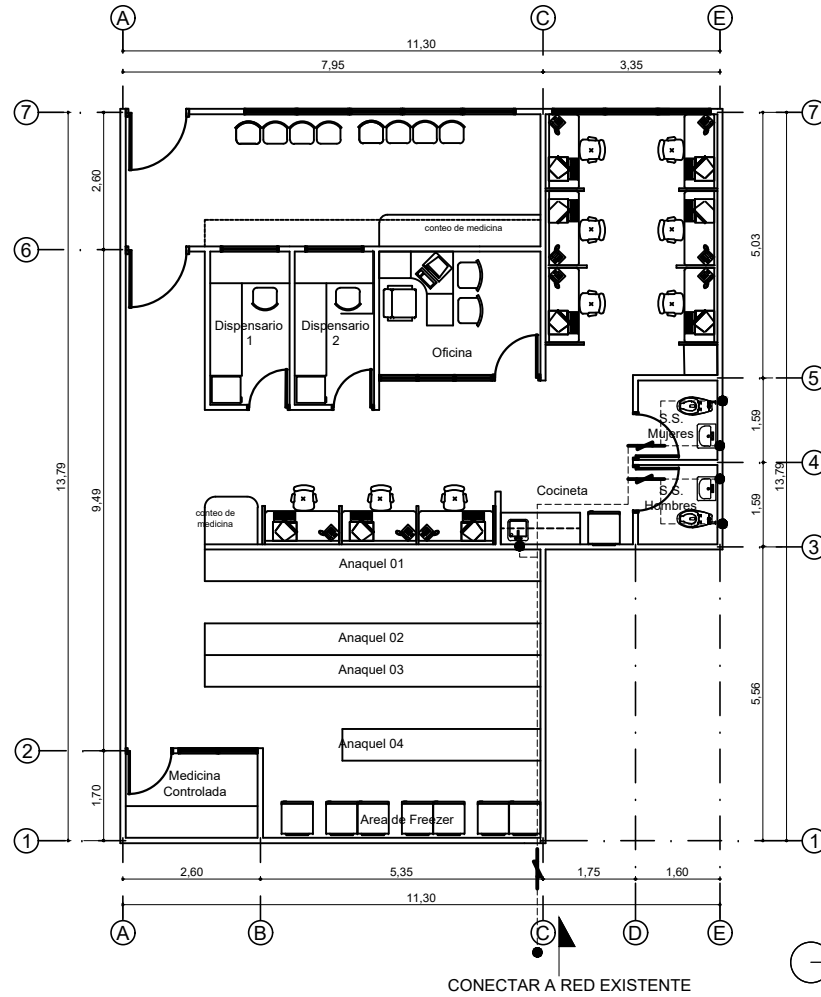 A
C
E
11,30
7,95
3,35
7
7
2,60
conteo de medicina
6
5,03
Dispensario
1
Dispensario
2
Oficina
5
S.S.
Mujeres
1,59
13,79
9,49
4
13,79
Cocineta
S.S.
Hombres
1,59
conteo de
medicina
3
Anaquel 01
Anaquel 02
Anaquel 03
5,56
Anaquel 04
2
Medicina
Controlada
1,70
Area de Freezer
1
1
2,60
5,35
1,75
1,60
11,30
A
B
C
D
E
CONECTAR A RED EXISTENTE